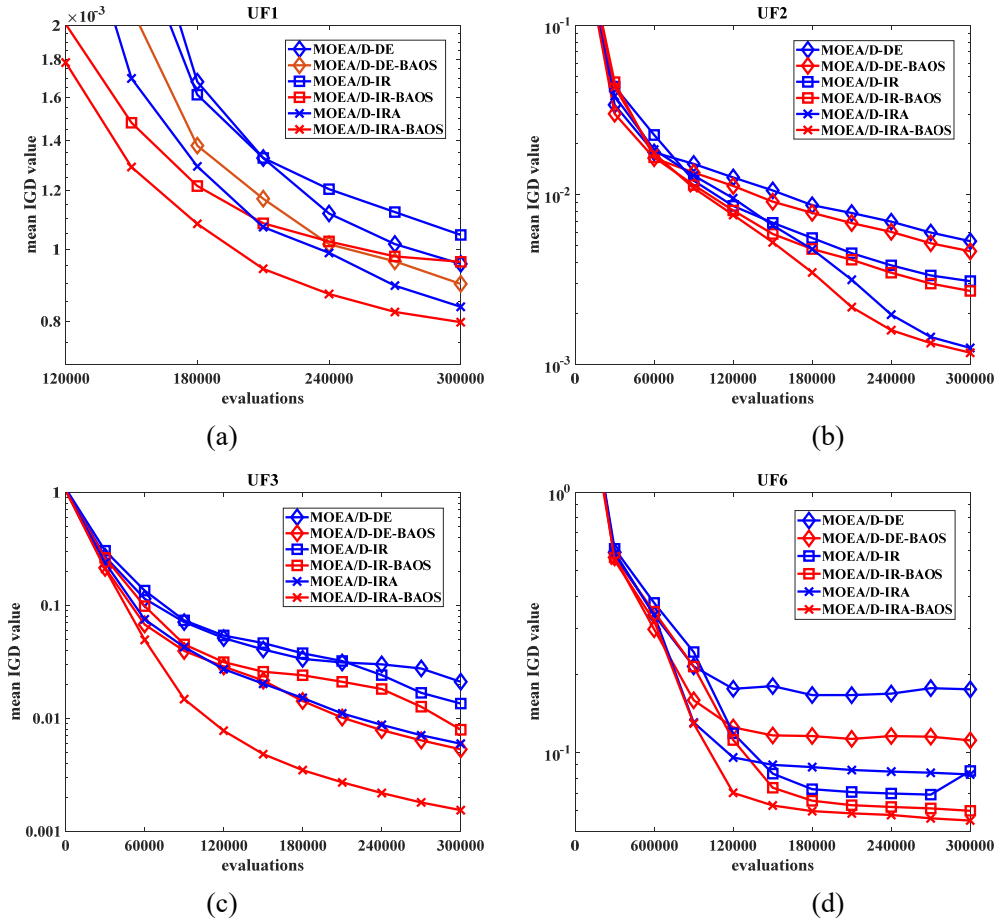 UF1
2 ×10⁻³
1.8
1.6
1.4
1.2
1
0.8
mean IGD value
MOEA/D-DE
MOEA/D-DE-BAOS
MOEA/D-IR
MOEA/D-IR-BAOS
MOEA/D-IRA
MOEA/D-IRA-BAOS
120000 180000 240000 300000
evaluations
(a)
UF2
10⁻¹
10⁻²
10⁻³
mean IGD value
MOEA/D-DE
MOEA/D-DE-BAOS
MOEA/D-IR
MOEA/D-IR-BAOS
MOEA/D-IRA
MOEA/D-IRA-BAOS
0 60000 120000 180000 240000 300000
evaluations
(b)
UF3
1
0.1
0.01
0.001
mean IGD value
MOEA/D-DE
MOEA/D-DE-BAOS
MOEA/D-IR
MOEA/D-IR-BAOS
MOEA/D-IRA
MOEA/D-IRA-BAOS
0 60000 120000 180000 240000 300000
evaluations
(c)
UF6
10⁰
10⁻¹
mean IGD value
MOEA/D-DE
MOEA/D-DE-BAOS
MOEA/D-IR
MOEA/D-IR-BAOS
MOEA/D-IRA
MOEA/D-IRA-BAOS
0 60000 120000 180000 240000 300000
evaluations
(d)